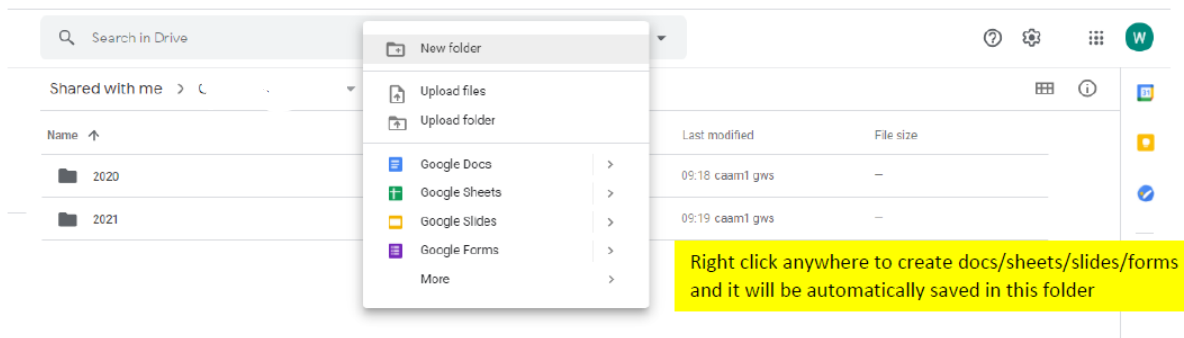 Search in Drive
W
New folder
Shared with me >
Upload files
31
Upload folder
Name
Last modified
File size
Google Docs
2020
09:18 caam1 gws
–
Google Sheets
2021
Google Slides
09:19 caam1 gws
–
Google Forms
More
Right click anywhere to create docs/sheets/slides/forms
and it will be automatically saved in this folder